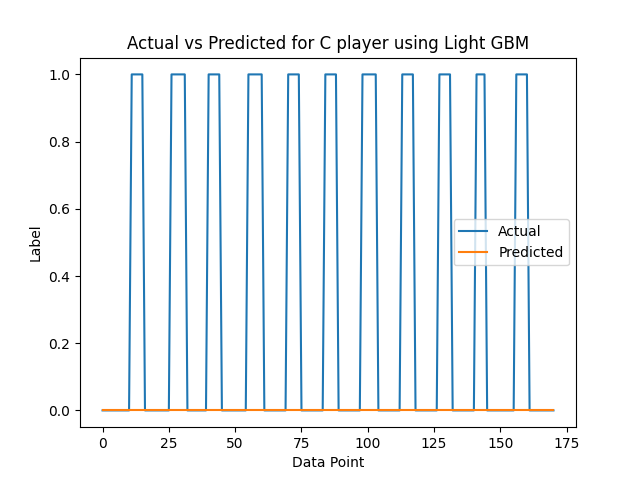 Actual vs Predicted for C player using Light GBM
1.0
0.8
0.6
0.4
0.2
0.0
Label
Actual
Predicted
0 25 50 75 100 125 150 175
Data Point